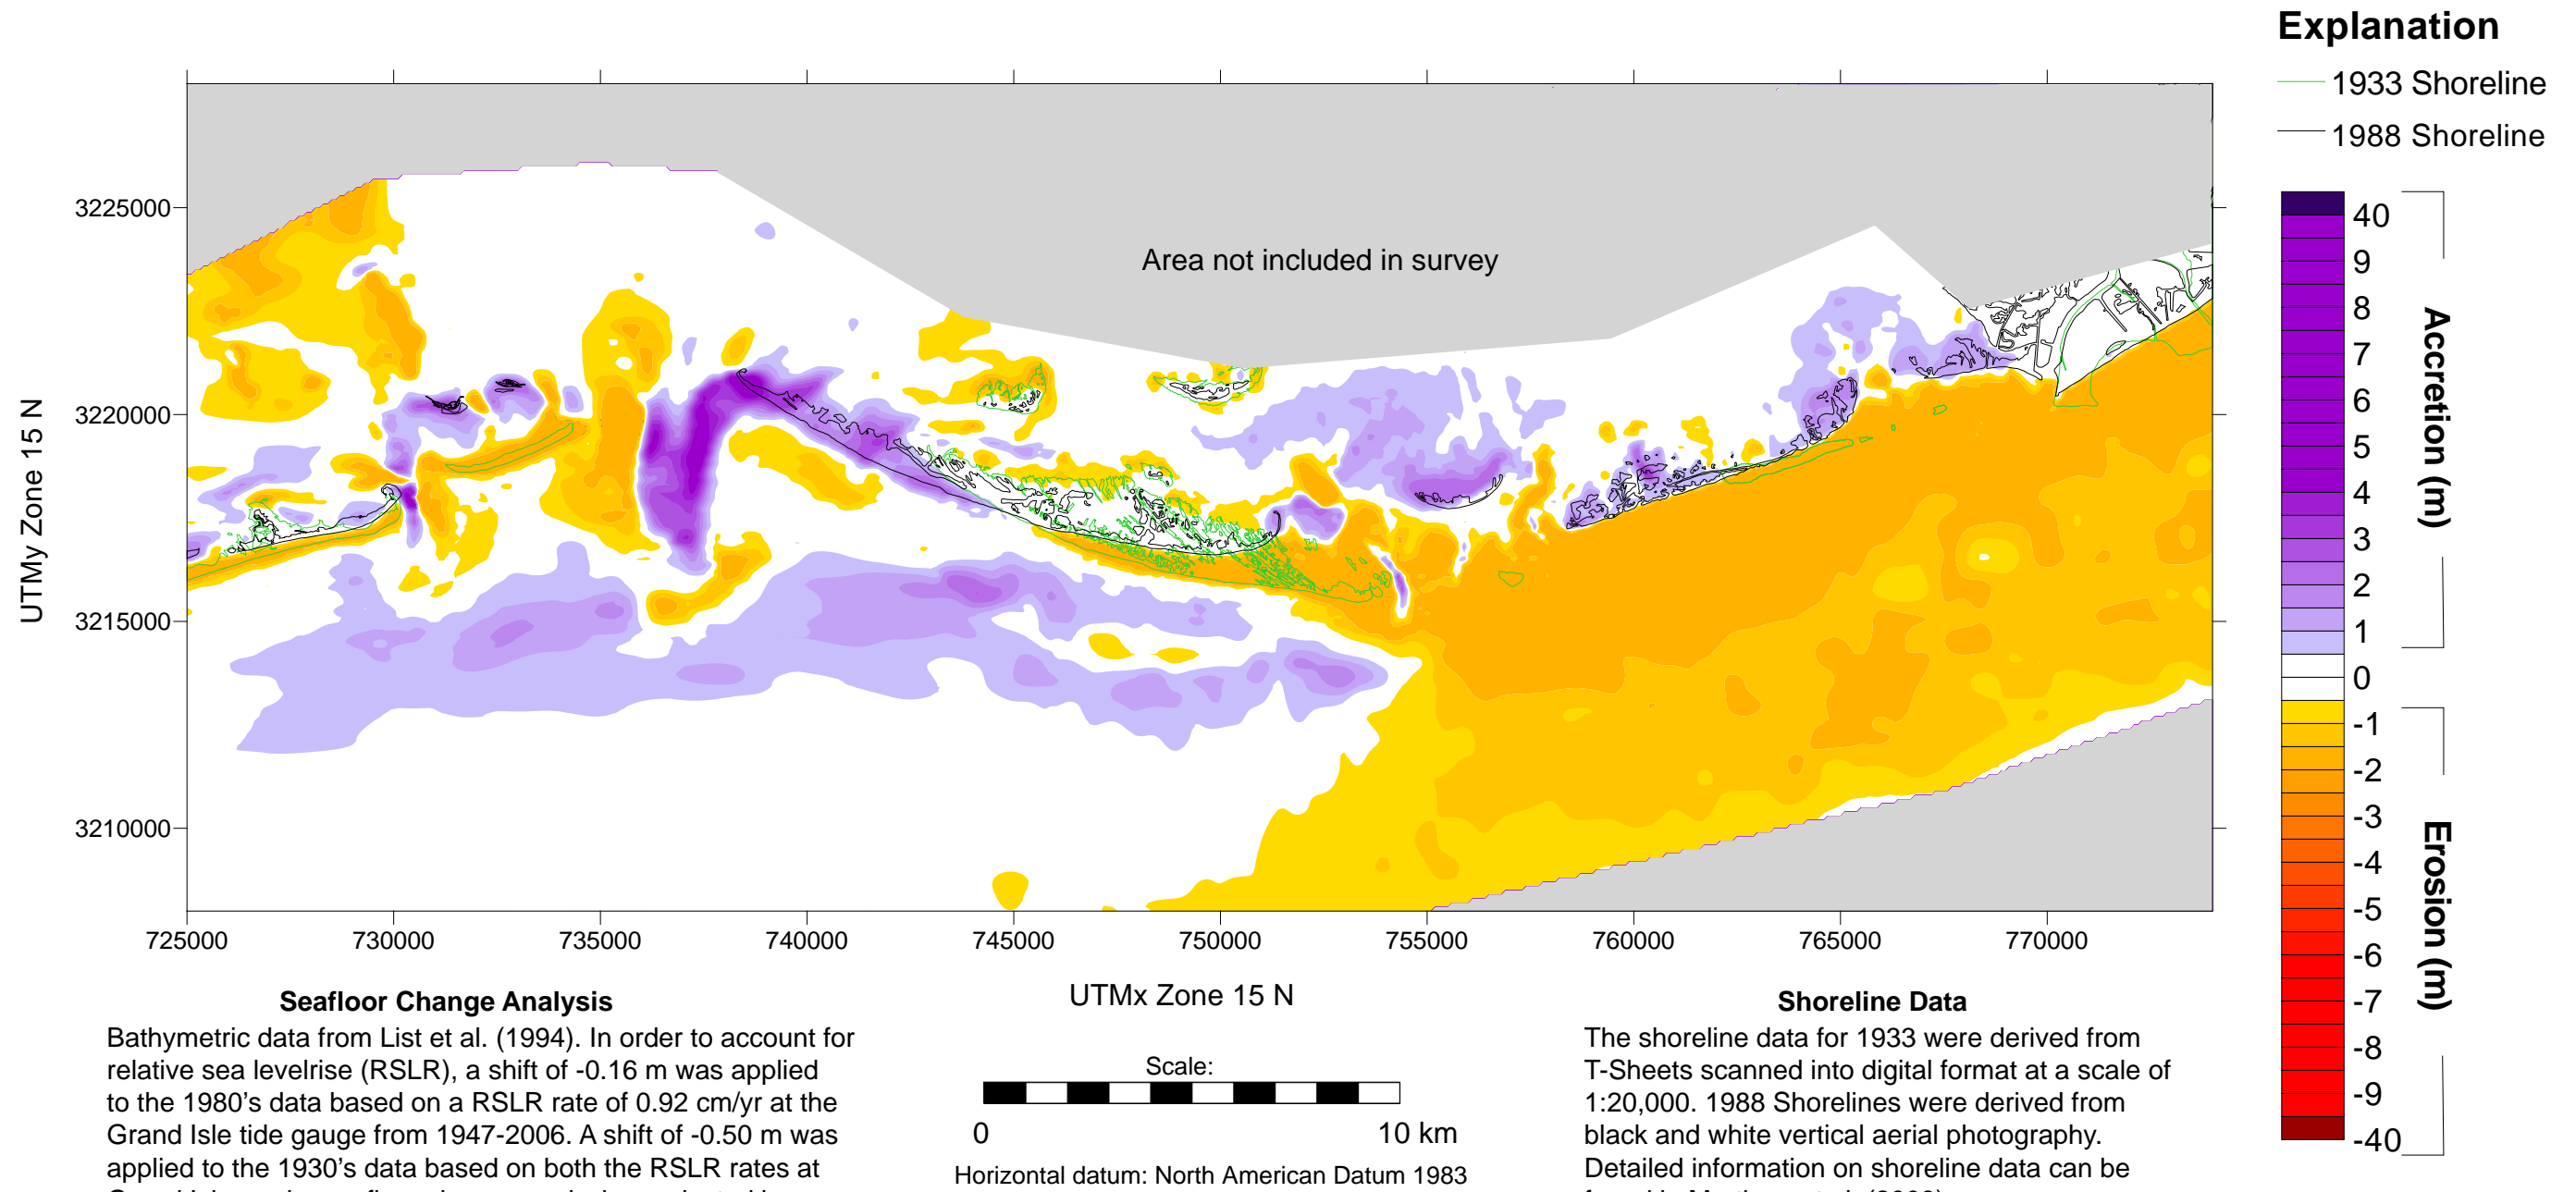 Explanation
1933 Shoreline
1988 Shoreline
40
9
8
7
6
5
4
3
2
1
0
-1
-2
-3
-4
-5
-6
-7
-8
-9
-40
Accretion (m)
Erosion (m)
Area not included in survey
UTMy Zone 15 N
3225000
3220000
3215000
3210000
725000 730000 735000 740000 745000 750000 755000 760000 765000 770000
UTMx Zone 15 N
Seafloor Change Analysis
Bathymetric data from List et al. (1994). In order to account for
relative sea levelrise (RSLR), a shift of -0.16 m was applied
to the 1980's data based on a RSLR rate of 0.92 cm/yr at the
Grand Isle tide gauge from 1947-2006. A shift of -0.50 m was
applied to the 1930's data based on both the RSLR rates at
Scale:
0 10 km
Horizontal datum: North American Datum 1983
Shoreline Data
The shoreline data for 1933 were derived from
T-Sheets scanned into digital format at a scale of
1:20,000. 1988 Shorelines were derived from
black and white vertical aerial photography.
Detailed information on shoreline data can be